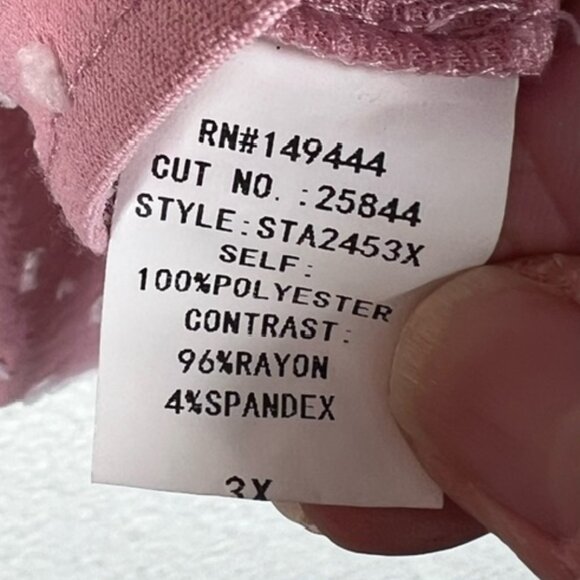 RN#149444
CUT NO.:25844
STYLE:STA2453X
SELF:
100%POLYESTER
CONTRAST:
96%RAYON
4%SPANDEX
3X